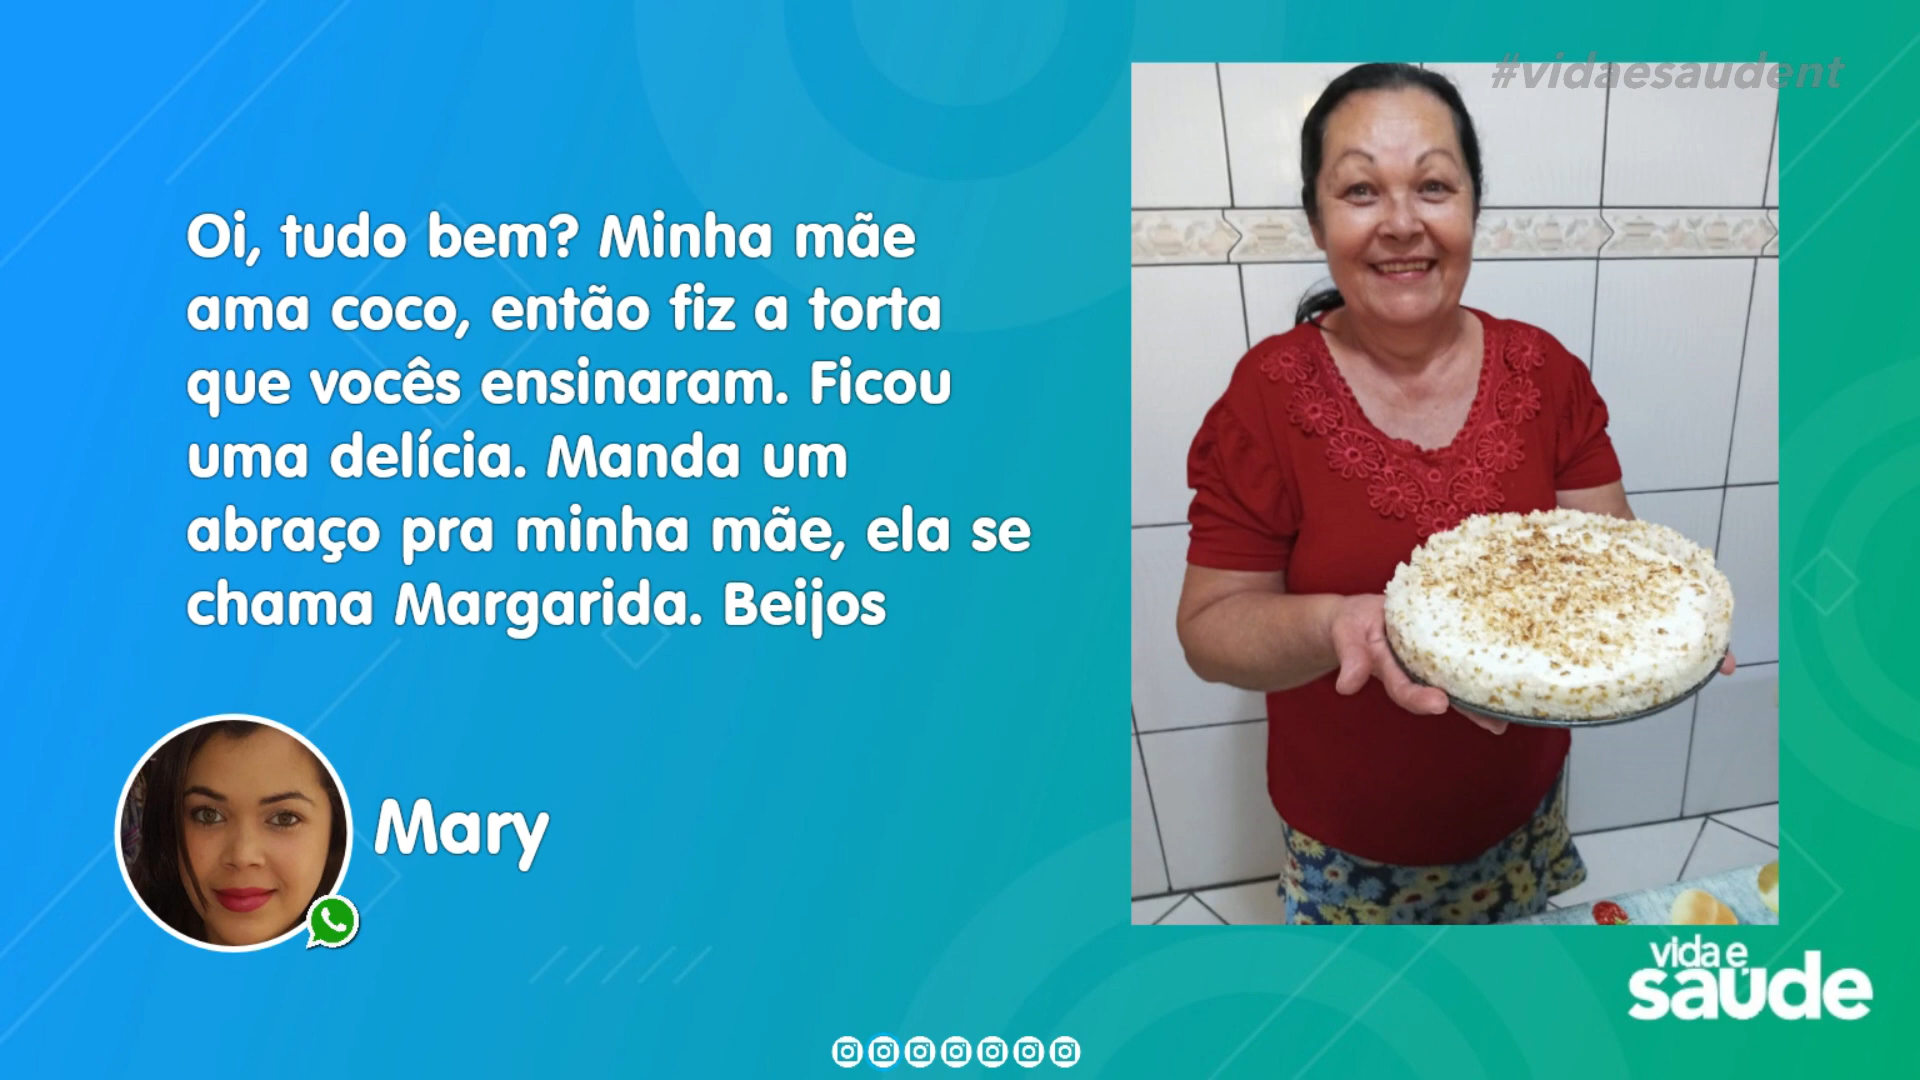 #vidaesaudent
Oi, tudo bem? Minha mãe
ama coco, então fiz a torta
que vocês ensinaram. Ficou
uma delícia. Manda um
abraço pra minha mãe, ela se
chama Margarida. Beijos
Mary
vida e
saúde